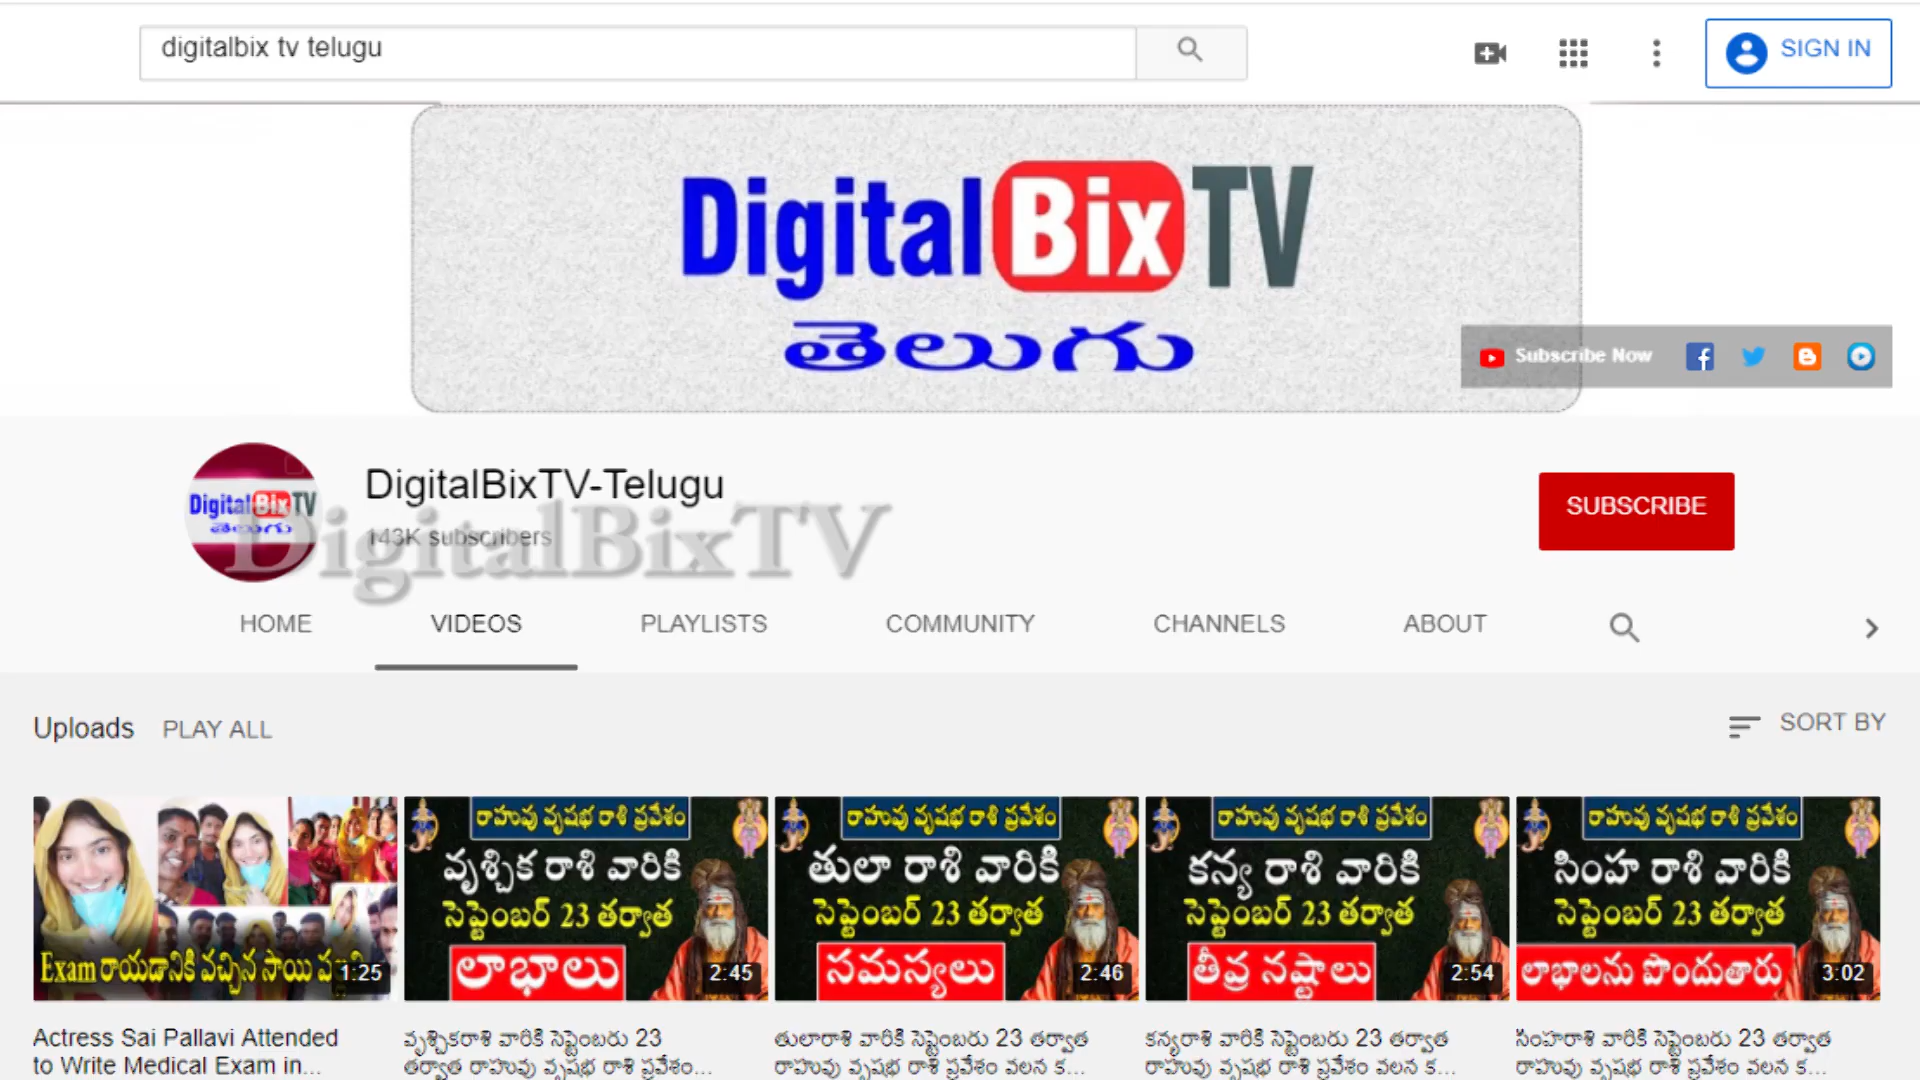 digitalbix tv telugu
SIGN IN
DigitalBixTV
తెలుగు
Subscribe Now
DigitalBixTV
తెలుగు
DigitalBixTV-Telugu
143K subscribers
DigitalBixTV
SUBSCRIBE
HOME VIDEOS PLAYLISTS COMMUNITY CHANNELS ABOUT
Uploads PLAY ALL
SORT BY
Exam రాయడానికి వచ్చిన సాయి
1:25
రాహువు వృషభ రాశి ప్రవేశం
వృశ్చిక రాశి వారికి
సెప్టెంబర్ 23 తర్వాత
లాభాలు
2:45
రాహువు వృషభ రాశి ప్రవేశం
తులా రాశి వారికి
సెప్టెంబర్ 23 తర్వాత
సమస్యలు
2:46
రాహువు వృషభ రాశి ప్రవేశం
కన్య రాశి వారికి
సెప్టెంబర్ 23 తర్వాత
తీవ్ర నష్టాలు
2:54
రాహువు వృషభ రాశి ప్రవేశం
సింహ రాశి వారికి
సెప్టెంబర్ 23 తర్వాత
లాభాలను పొందుతారు
3:02
Actress Sai Pallavi Attended
to Write Medical Exam in...
వృశ్చికరాశి వారికి సెప్టెంబరు 23
తర్వాత రాహువు వృషభ రాశి ప్రవేశం...
తులారాశి వారికి సెప్టెంబరు 23 తర్వాత
రాహువు వృషభ రాశి ప్రవేశం వలన క...
కన్యరాశి వారికి సెప్టెంబరు 23 తర్వాత
రాహువు వృషభ రాశి ప్రవేశం వలన క...
సింహరాశి వారికి సెప్టెంబరు 23 తర్వాత
రాహువు వృషభ రాశి ప్రవేశం వలన క...